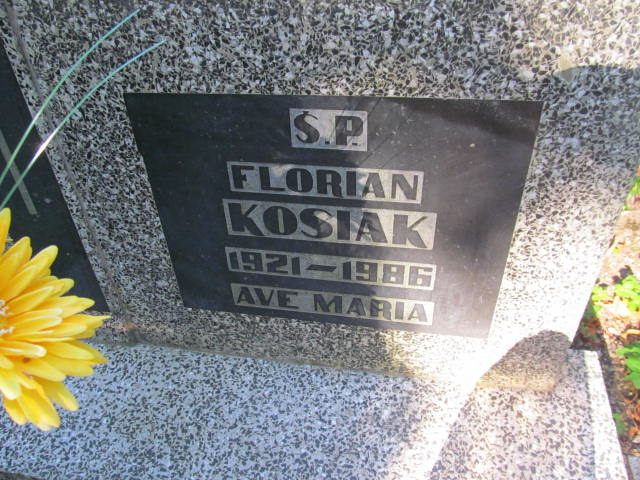 S.P.
FLORIAN
KOSIAK
1921-1986
AVE MARIA